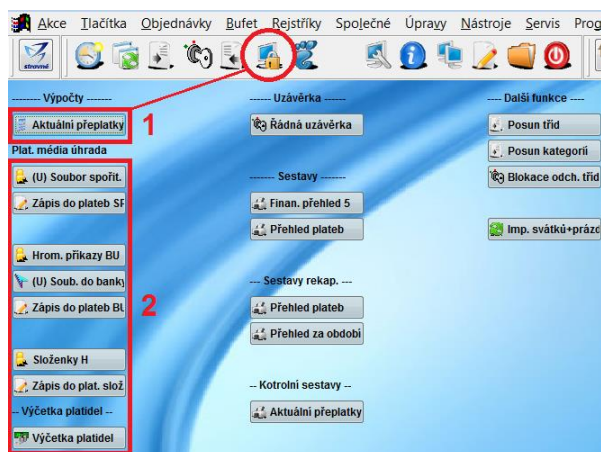 Akce Tlačítka Objednávky Bufet Rejstříky Společné Úpravy Nástroje Servis Prog
stravné
------- Výpočty -------
Aktuální přeplatky
1
Plat. média úhrada
(U) Soubor spořit.
Zápis do plateb SP
Hrom. příkazy BU
(U) Soub. do banky
Zápis do plateb BU
2
Složenky H
Zápis do plat. slož
-- Výčetka platidel --
Výčetka platidel
------ Uzávěrka ------
Řádná uzávěrka
------- Sestavy -------
Finan. přehled 5
Přehled plateb
--- Sestavy rekap. ---
Přehled plateb
Přehled za období
-- Kotrolní sestavy --
Aktuální přeplatky
---- Další funkce ----
Posun tříd
Posun kategorií
Blokace odch. tříd
Imp. svátků+prázd